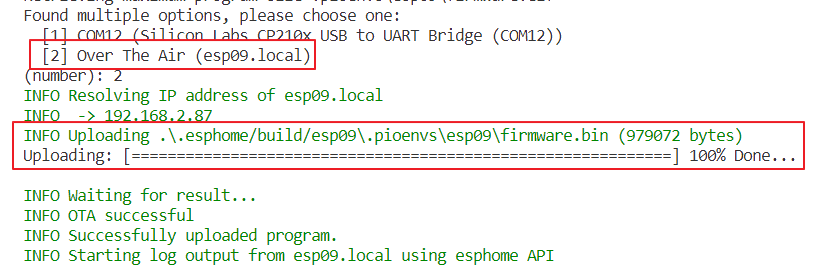 Found multiple options, please choose one:
[1] COM12 (Silicon Labs CP210x USB to UART Bridge (COM12))
[2] Over The Air (esp09.local)
(number): 2
INFO Resolving IP address of esp09.local
INFO  -> 192.168.2.87
INFO Uploading .\.esphome/build/esp09\.pioenvs\esp09\firmware.bin (979072 bytes)
Uploading: [============================================================] 100% Done...
INFO Waiting for result...
INFO OTA successful
INFO Successfully uploaded program.
INFO Starting log output from esp09.local using esphome API